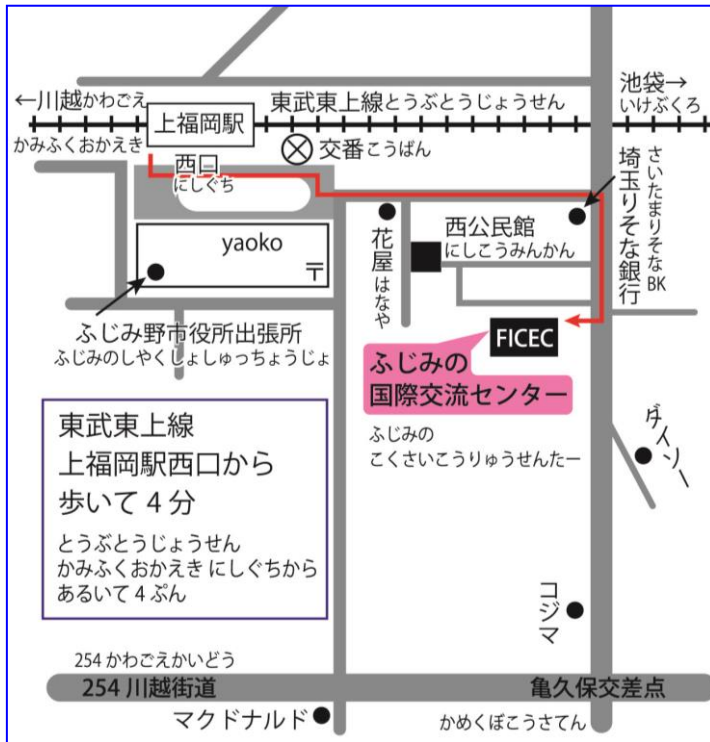 池袋→
いけぶくろ
←川越かわごえ
東武東上線とうぶとうじょうせん
上福岡駅
かみふくおかえき
交番こうばん
西口
にしぐち
埼玉りそな銀行
さいたまりそなBK
西公民館
にしこうみんかん
花屋はなや
yaoko
〒
ふじみ野市役所出張所
ふじみのしやくしょしゅっちょうじょ
FICEC
ふじみの
国際交流センター
ふじみの
こくさいこうりゅうせんたー
東武東上線
上福岡駅西口から
歩いて4分
とうぶとうじょうせん
かみふくおかえき にしぐちから
あるいて4ぷん
ダイソー
コジマ
254かわごえかいどう
254川越街道
亀久保交差点
かめくぼこうさてん
マクドナルド